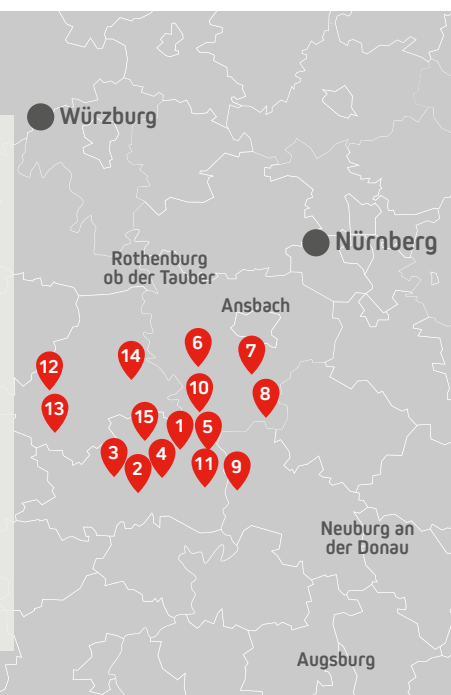 Würzburg
Nürnberg
Rothenburg
ob der Tauber
Ansbach
6
7
14
12
10
8
13
15
1
5
3
4
2
11
9
Neuburg an
der Donau
Augsburg